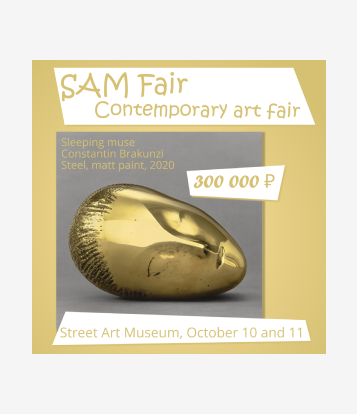 SAM Fair
Contemporary art fair
Sleeping muse
Constantin Brakunzi
Steel, matt paint, 2020
300 000 ₽
Street Art Museum, October 10 and 11